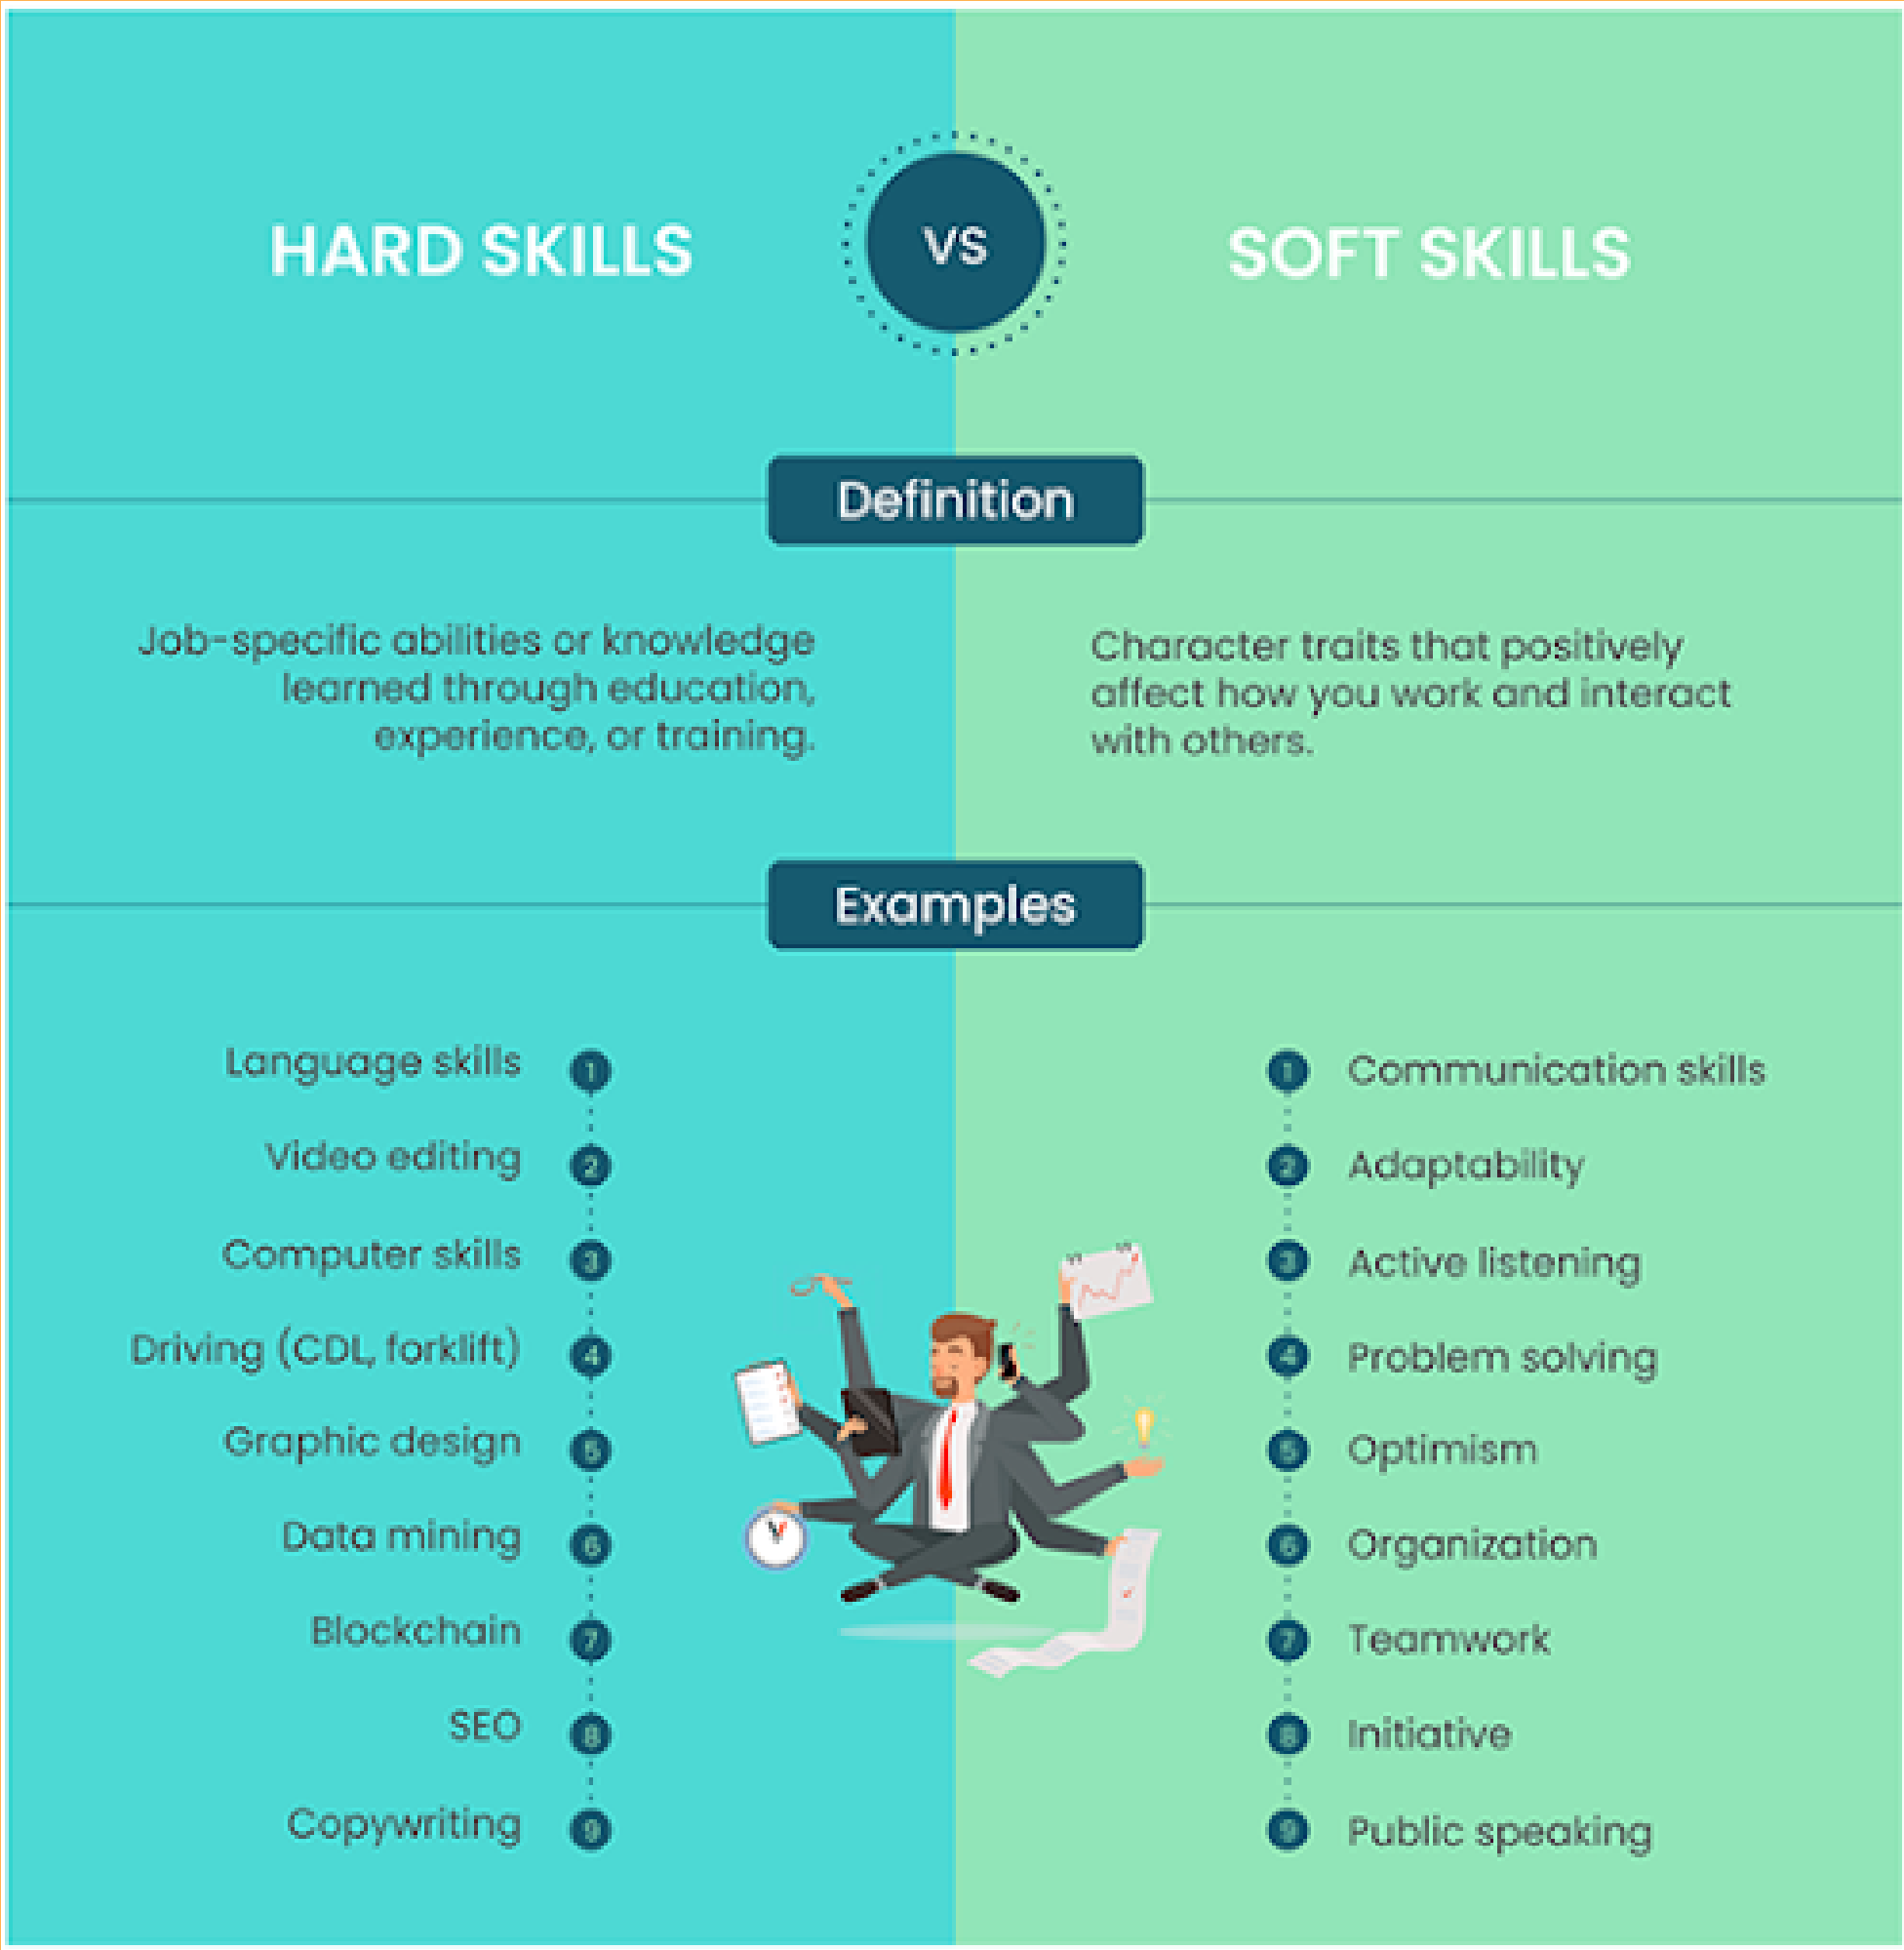 HARD SKILLS
VS
SOFT SKILLS
Definition
Job-specific abilities or knowledge
learned through education,
experience, or training.
Character traits that positively
affect how you work and interact
with others.
Examples
Language skills 1
Video editing 2
Computer skills 3
Driving (CDL, forklift) 4
Graphic design 5
Data mining 6
Blockchain 7
SEO 8
Copywriting 9
1 Communication skills
2 Adaptability
3 Active listening
4 Problem solving
5 Optimism
6 Organization
7 Teamwork
8 Initiative
9 Public speaking